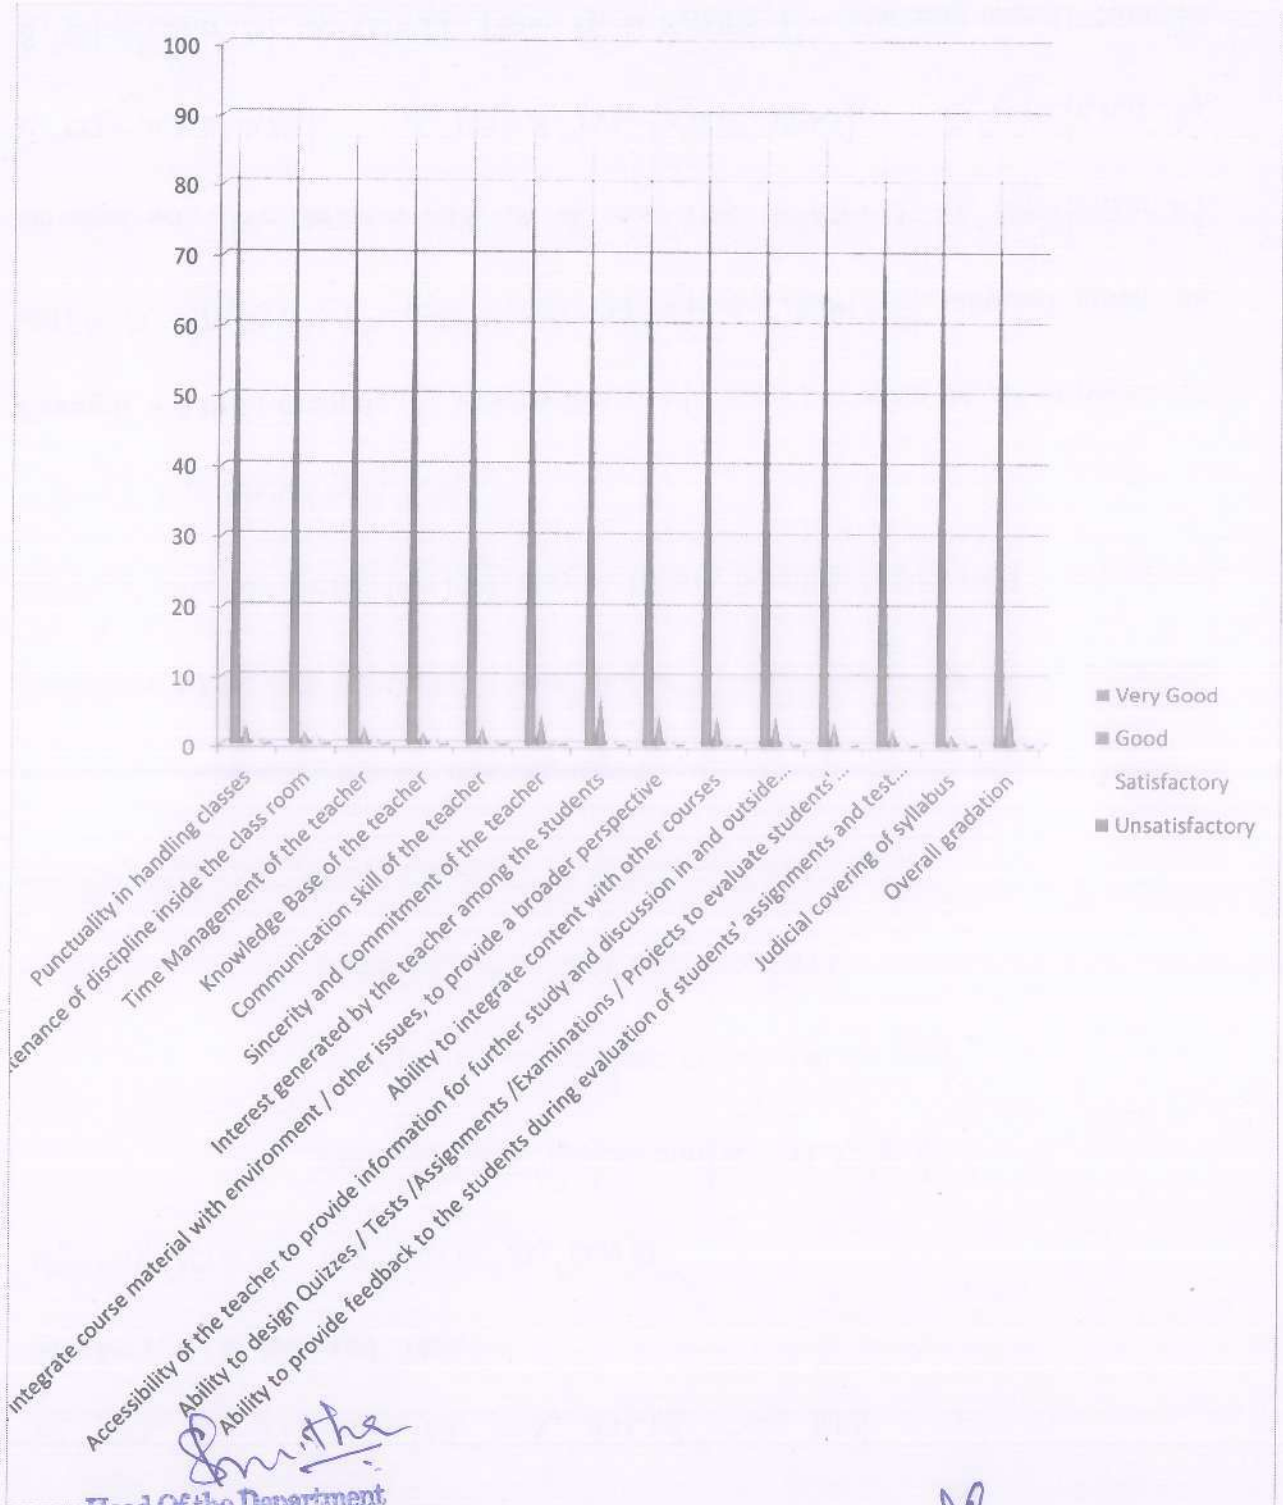 100
90
80
70
60
50
40
30
20
10
0
Very Good
Good
Satisfactory
Unsatisfactory
Punctuality in handling classes
tenance of discipline inside the class room
Time Management of the teacher
Knowledge Base of the teacher
Communication skill of the teacher
Sincerity and Commitment of the teacher
Interest generated by the teacher among the students
Integrate course material with environment / other issues, to provide a broader perspective
Ability to integrate content with other courses
Accessibility of the teacher to provide information for further study and discussion in and outside...
Ability to design Quizzes / Tests /Assignments /Examinations / Projects to evaluate students'...
Ability to provide feedback to the students during evaluation of students' assignments and test...
Judicial covering of syllabus
Overall gradation
Smitha
Head Of the Department